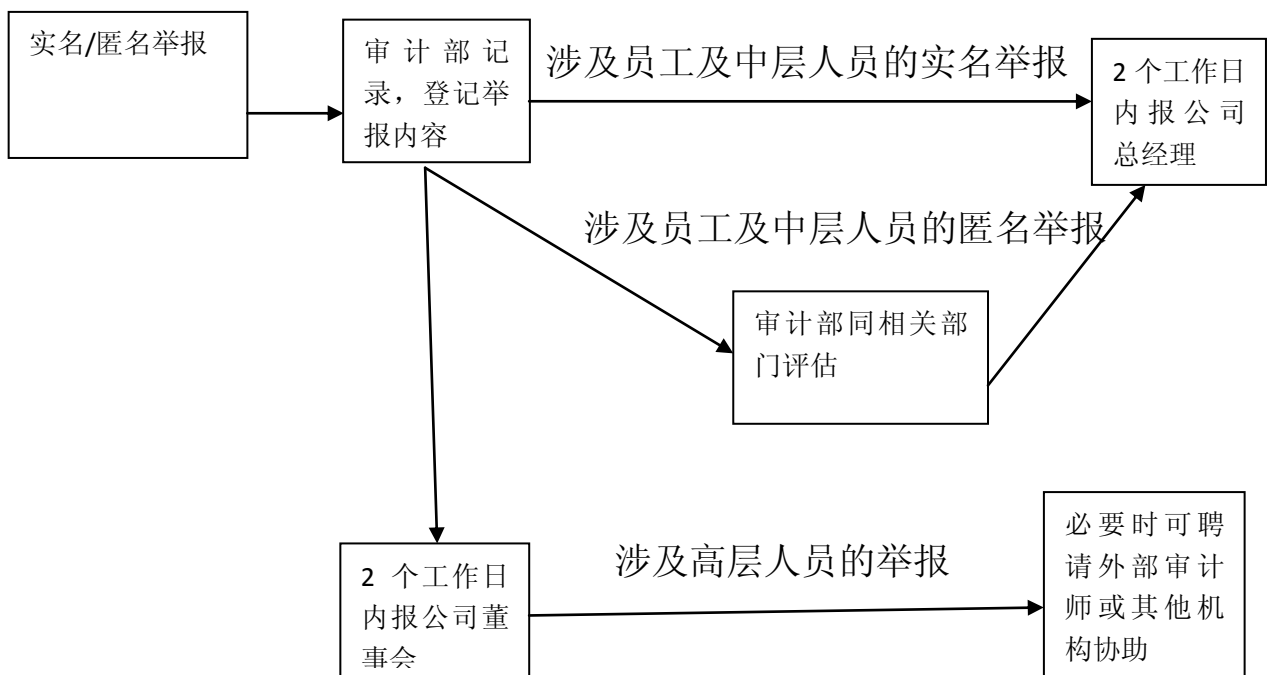 实名/匿名举报
审计部记
录，登记举
报内容
涉及员工及中层人员的实名举报
2 个工作日
内报公司
总经理
涉及员工及中层人员的匿名举报
审计部同相关部
门评估
2 个工作日
内报公司董
事会
涉及高层人员的举报
必要时可聘
请外部审计
师或其他机
构协助